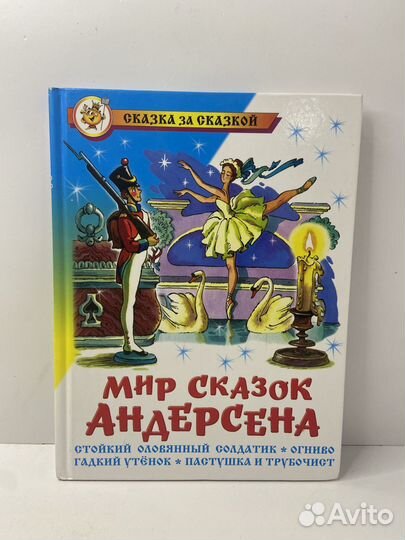 СКАЗКА ЗА СКАЗКОЙ
МИР СКАЗОК
АНДЕРСЕНА
СТОЙКИЙ ОЛОВЯННЫЙ СОЛДАТИК * ОГНИВО
ГАДКИЙ УТЁНОК * ПАСТУШКА И ТРУБОЧИСТ
Avito